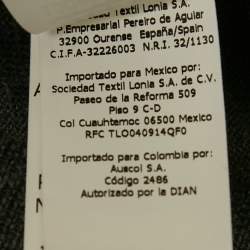 Sociedad Textil Lonia S.A.
P.Empresarial Pereiro de Aguiar
32900 Ourense España/Spain
C.I.F.A-32226003 N.R.I. 32/1130
Importado para Mexico por:
Sociedad Textil Lonia S.A. de C.V.
Paseo de la Reforma 509
Piso 9 C-D
Col Cuauhtemoc 06500 Mexico
RFC TLO040914QF0
Importado para Colombia por:
Auscol S.A.
Código 2486
Autorizado por la DIAN